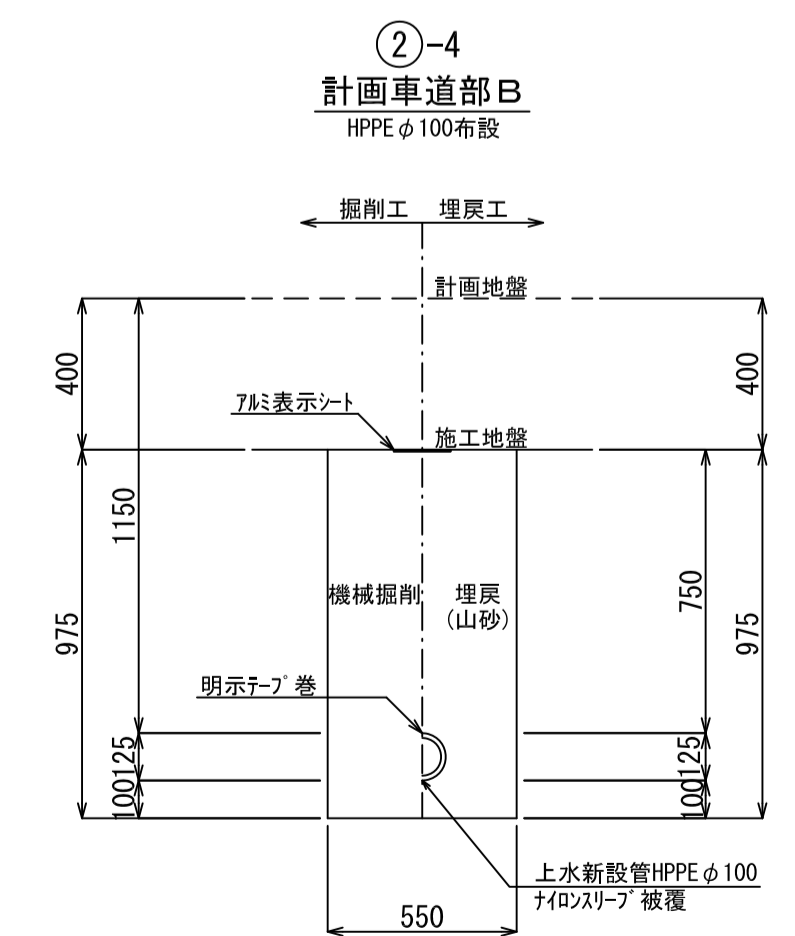 ②-4
計画車道部B
HPPEφ100布設
掘削工 埋戻工
計画地盤
400
400
アルミ表示シート
施工地盤
1150
機械掘削
埋戻
(山砂)
750
975
975
明示テープ巻
125
125
100
100
上水新設管HPPEφ100
ナイロンスリーブ被覆
550